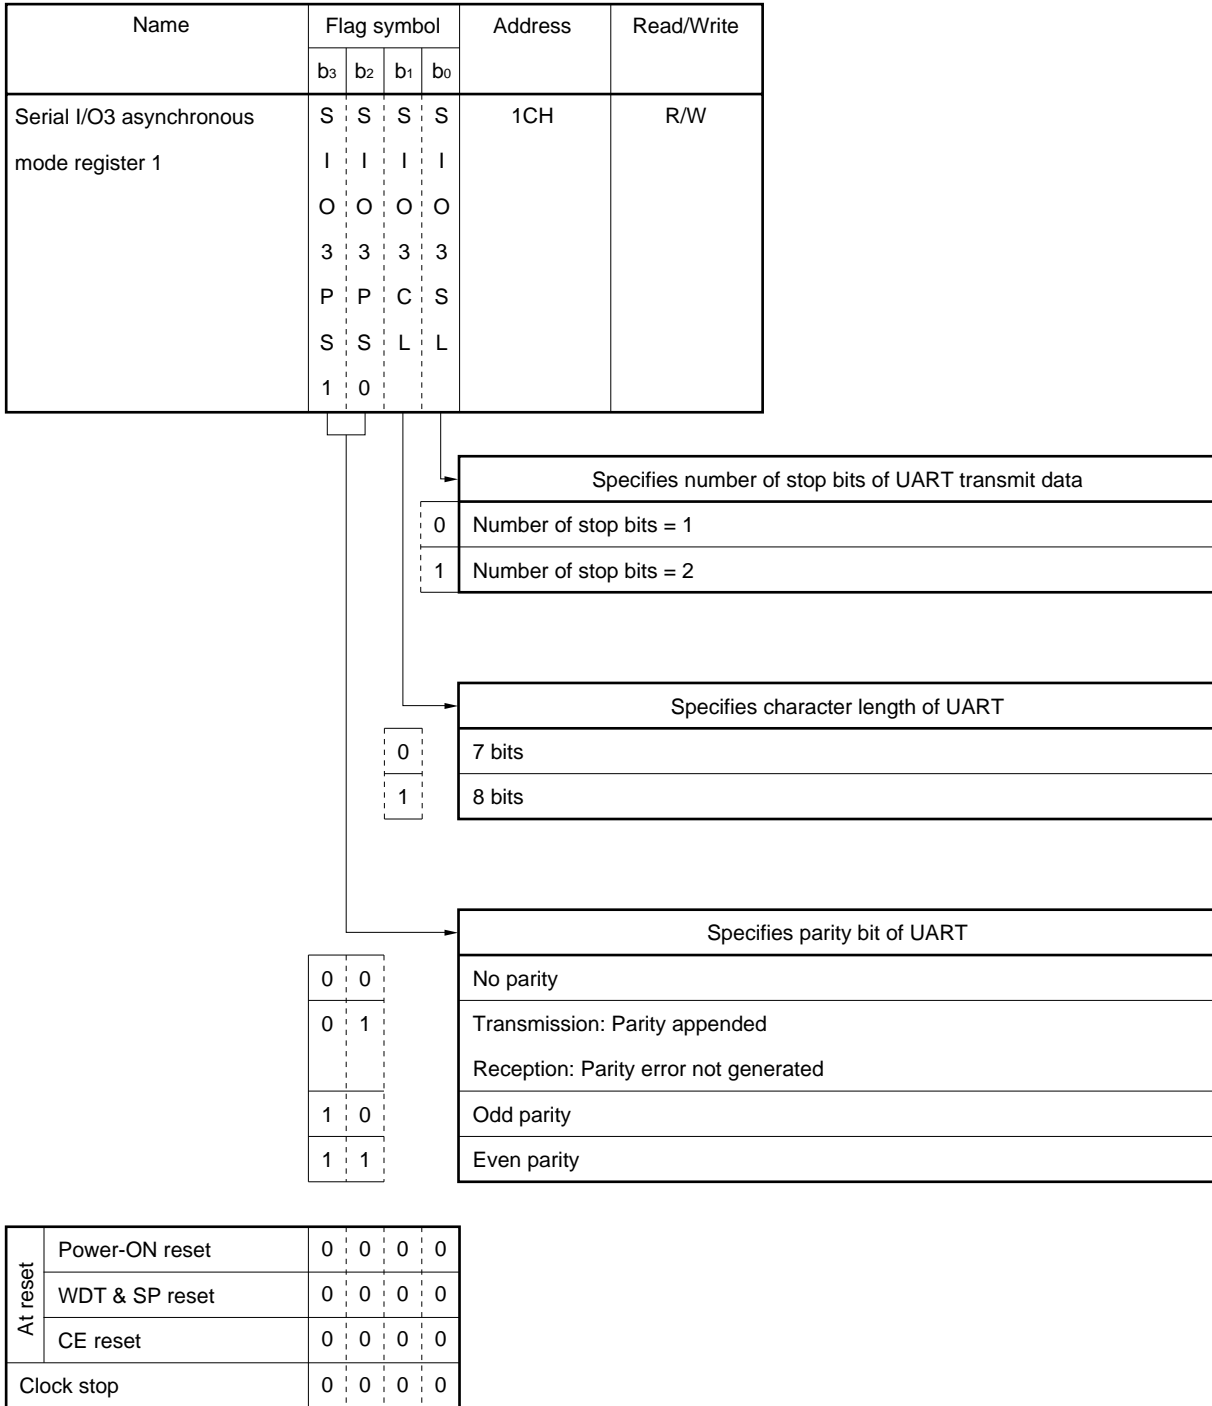 Name Flag symbol Address Read/Write
b3 b2 b1 b0
Serial I/O3 asynchronous S S S S 1CH R/W
mode register 1 I I I I
O O O O
3 3 3 3
P P C S
S S L L
1 0
Specifies number of stop bits of UART transmit data
0 Number of stop bits = 1
1 Number of stop bits = 2
Specifies character length of UART
0 7 bits
1 8 bits
Specifies parity bit of UART
0 0 No parity
0 1 Transmission: Parity appended
Reception: Parity error not generated
1 0 Odd parity
1 1 Even parity
At reset
Power-ON reset 0 0 0 0
WDT & SP reset 0 0 0 0
CE reset 0 0 0 0
Clock stop 0 0 0 0